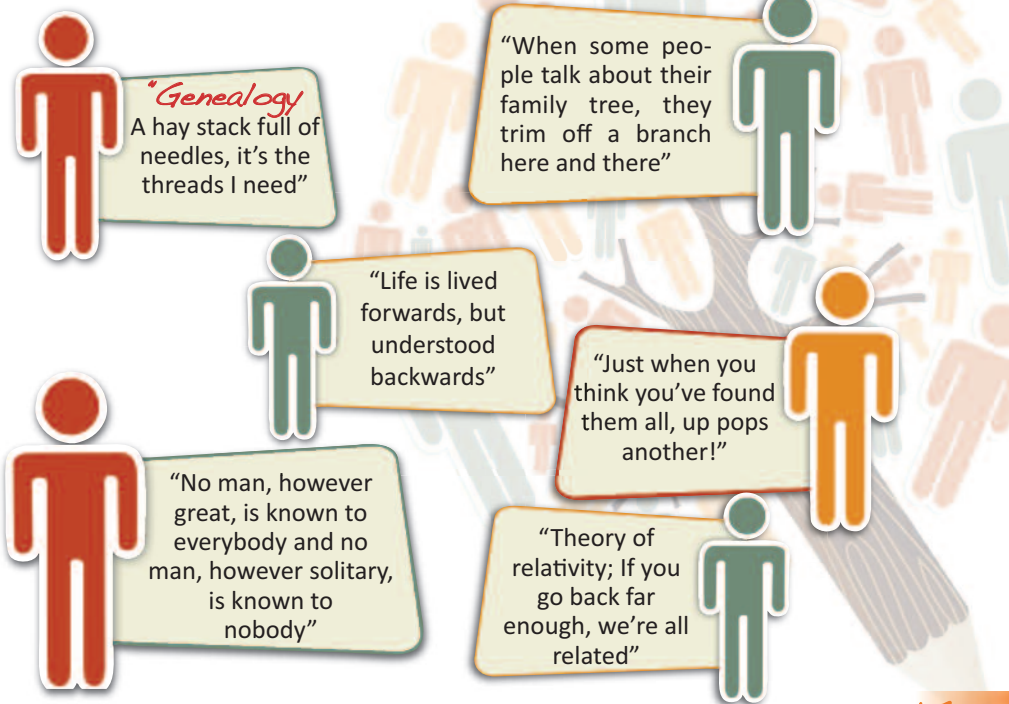 “Genealogy
A hay stack full of
needles, it’s the
threads I need”
“When some peo-
ple talk about their
family tree, they
trim off a branch
here and there”
“Life is lived
forwards, but
understood
backwards”
“Just when you
think you’ve found
them all, up pops
another!”
“No man, however
great, is known to
everybody and no
man, however solitary,
is known to
nobody”
“Theory of
relativity; If you
go back far
enough, we’re all
related”